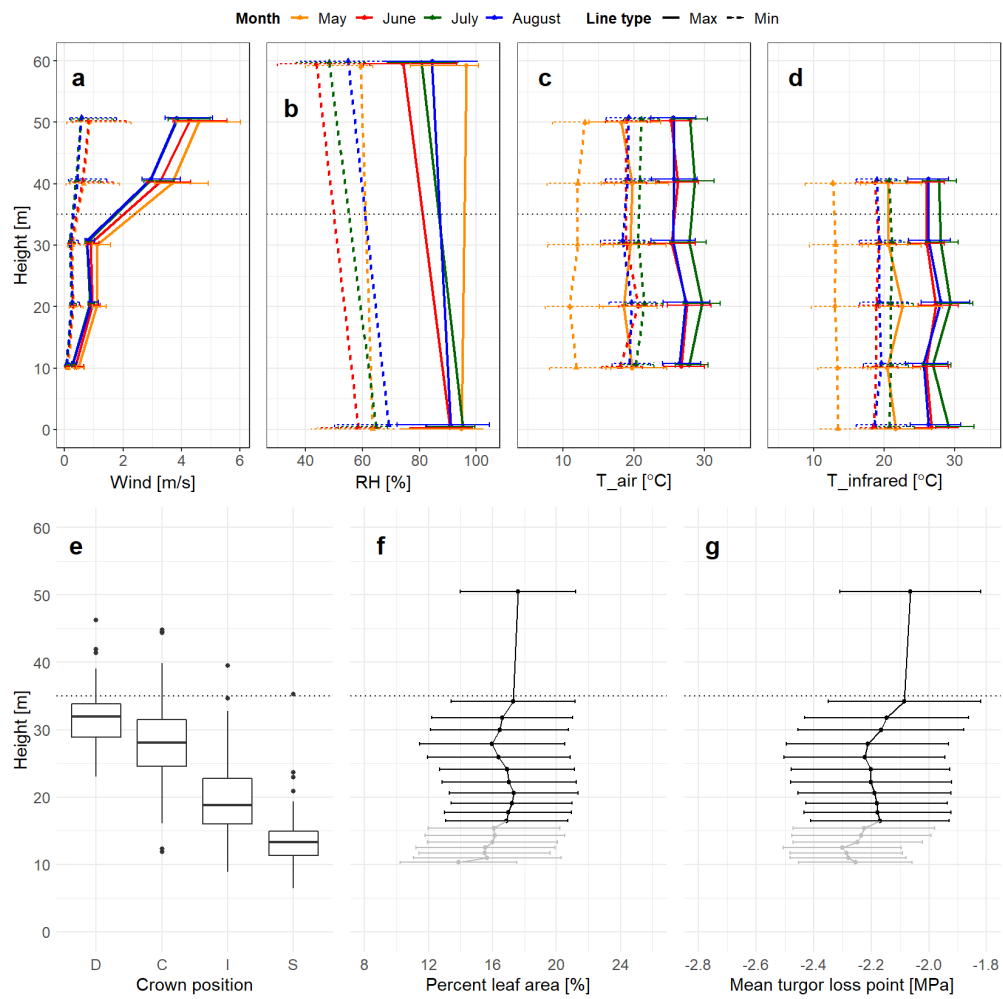 Month May June July August Line type Max Min
a b c d
Height [m]
60
50
40
30
20
10
0
0 2 4 6 40 60 80 100 10 20 30 10 20 30
Wind [m/s] RH [%] T_air [°C] T_infrared [°C]
e f g
Height [m]
60
50
40
30
20
10
0
D C I S 8 12 16 20 24 -2.8 -2.6 -2.4 -2.2 -2.0 -1.8
Crown position Percent leaf area [%] Mean turgor loss point [MPa]